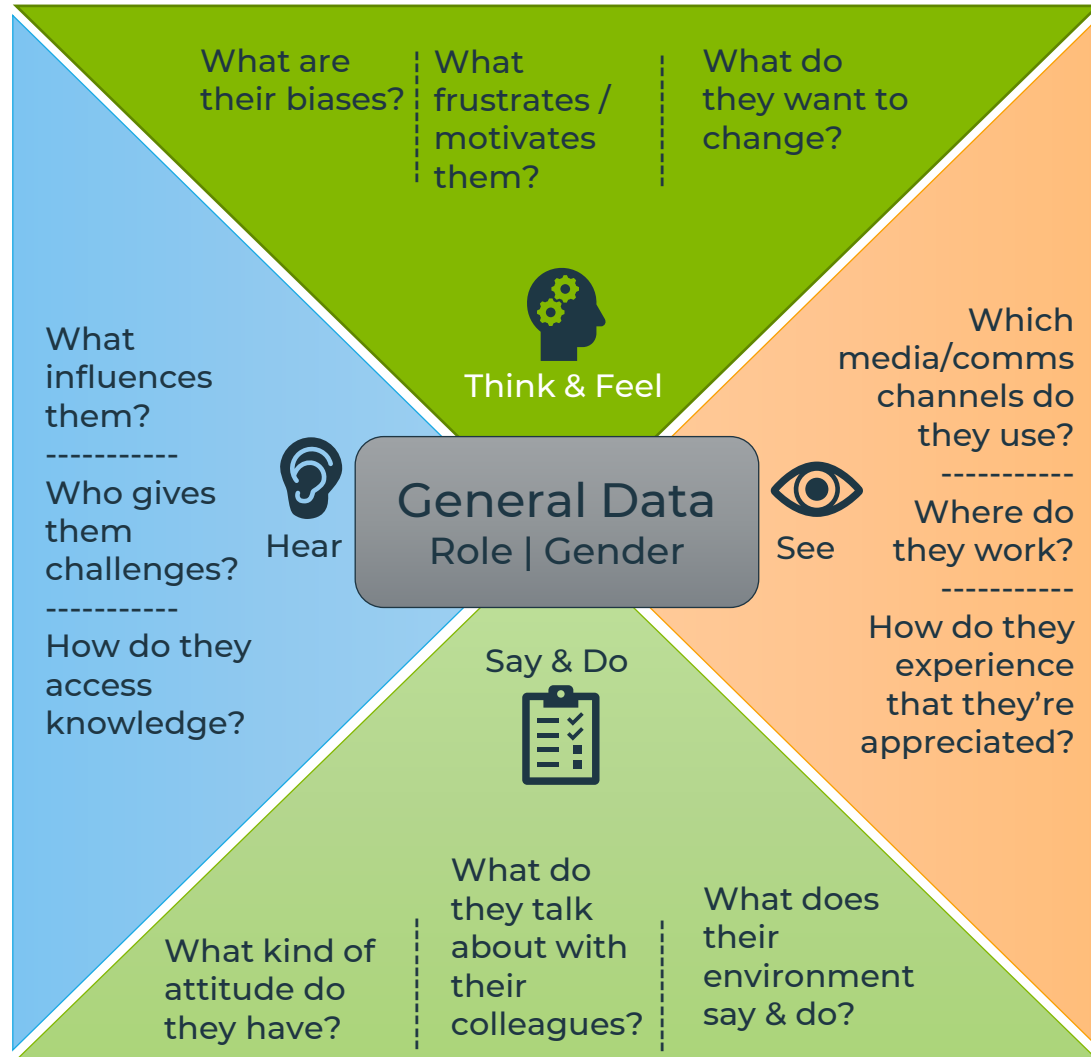 What are
their biases?
What
frustrates /
motivates
them?
What do
they want to
change?
Think & Feel
What
influences
them?
-----------
Who gives
them
challenges?
-----------
How do they
access
knowledge?
Hear
General Data
Role | Gender
See
Which
media/comms
channels do
they use?
-----------
Where do
they work?
-----------
How do they
experience
that they’re
appreciated?
Say & Do
What kind of
attitude do
they have?
What do
they talk
about with
their
colleagues?
What does
their
environment
say & do?